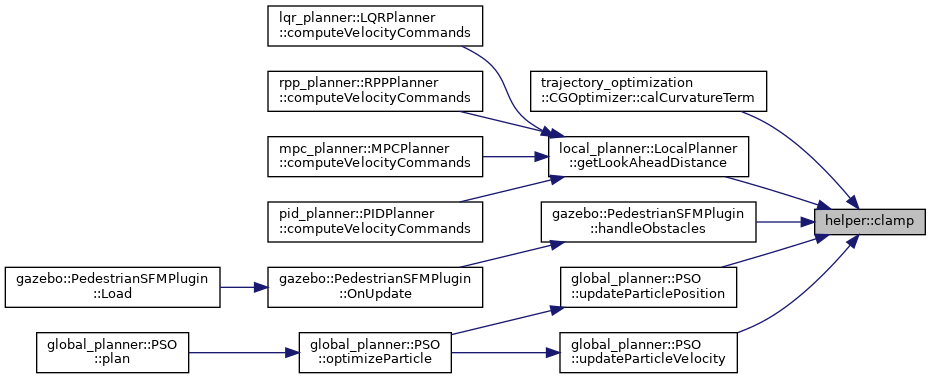 lqr_planner::LQRPlanner
::computeVelocityCommands
rpp_planner::RPPPlanner
::computeVelocityCommands
trajectory_optimization
::CGOptimizer::calCurvatureTerm
mpc_planner::MPCPlanner
::computeVelocityCommands
local_planner::LocalPlanner
::getLookAheadDistance
pid_planner::PIDPlanner
::computeVelocityCommands
gazebo::PedestrianSFMPlugin
::handleObstacles
helper::clamp
gazebo::PedestrianSFMPlugin
::Load
gazebo::PedestrianSFMPlugin
::OnUpdate
global_planner::PSO
::updateParticlePosition
global_planner::PSO
::plan
global_planner::PSO
::optimizeParticle
global_planner::PSO
::updateParticleVelocity